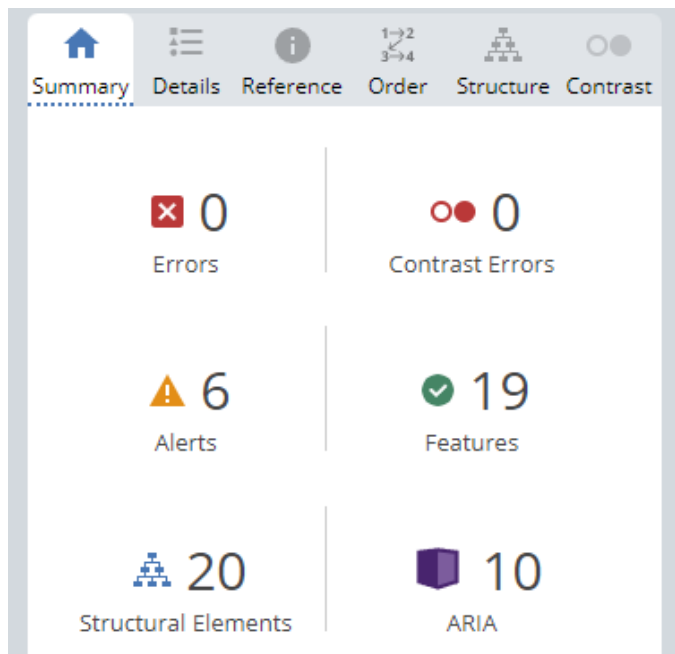 1→2
3→4
Summary Details Reference Order Structure Contrast
0 0
Errors Contrast Errors
6 19
Alerts Features
20 10
Structural Elements ARIA